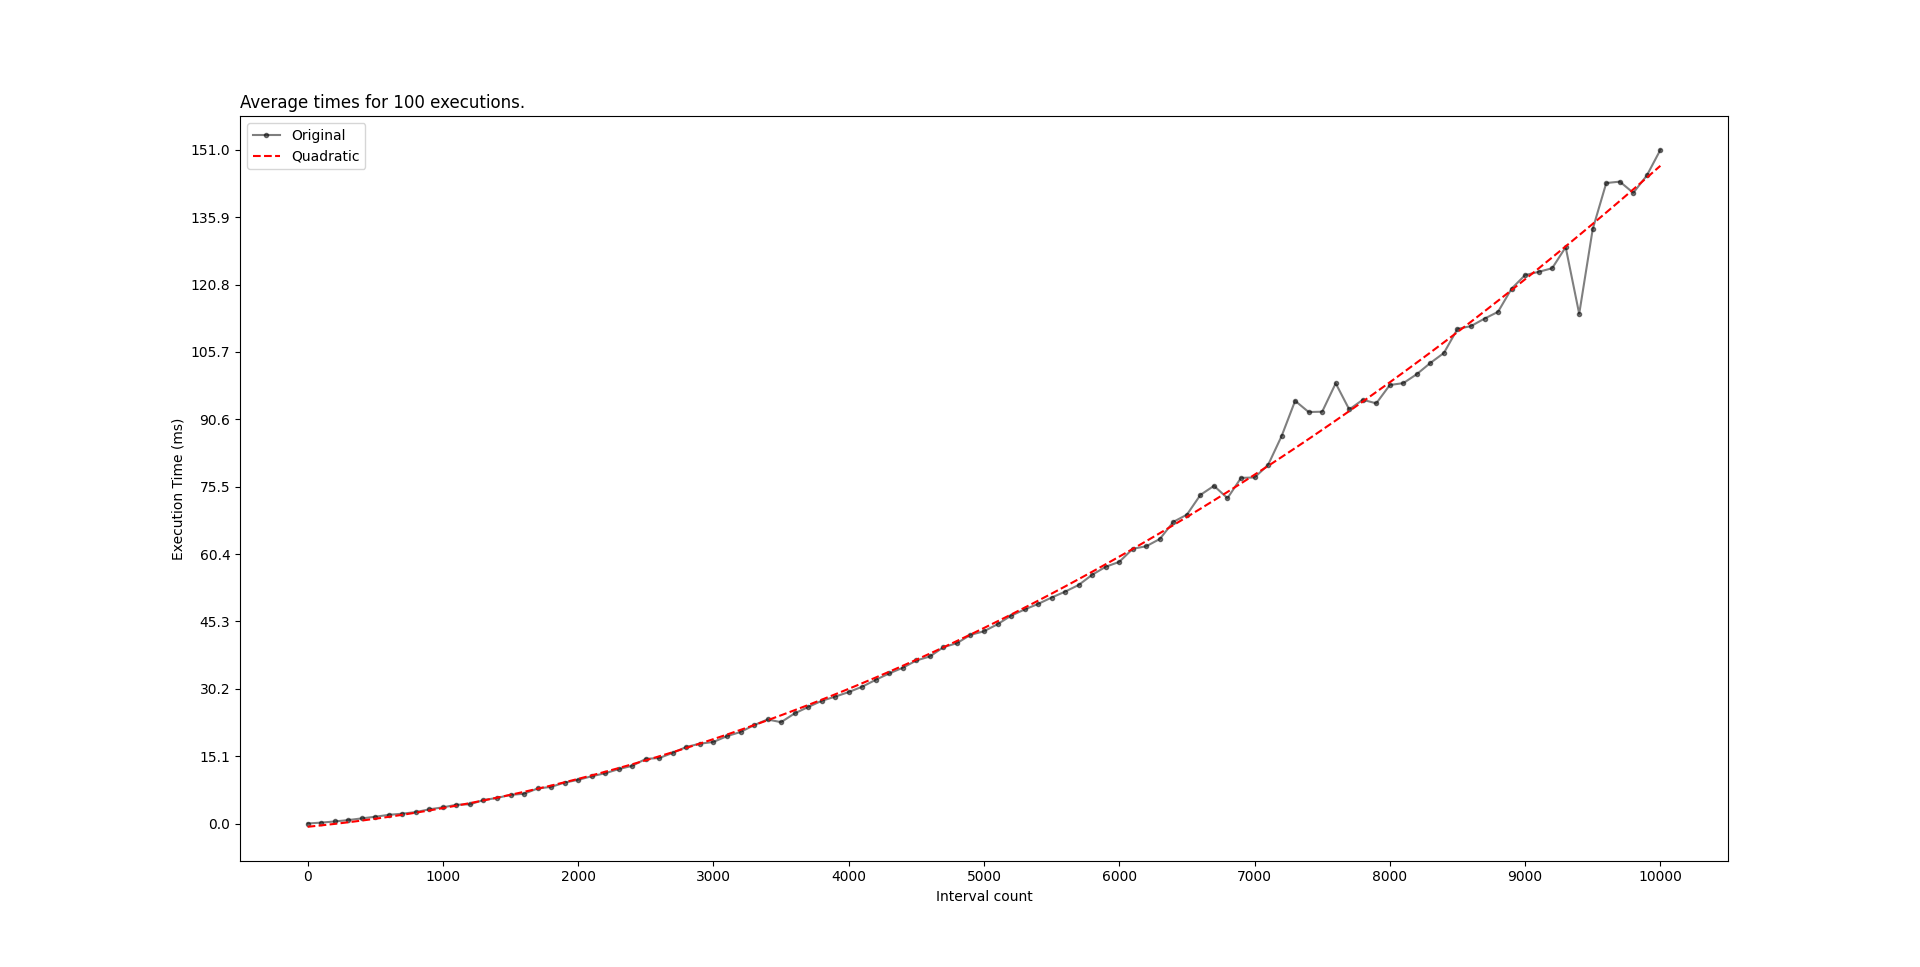 Average times for 100 executions.
Original
Quadratic
151.0
135.9
120.8
105.7
90.6
75.5
60.4
45.3
30.2
15.1
0.0
Execution Time (ms)
0 1000 2000 3000 4000 5000 6000 7000 8000 9000 10000
Interval count